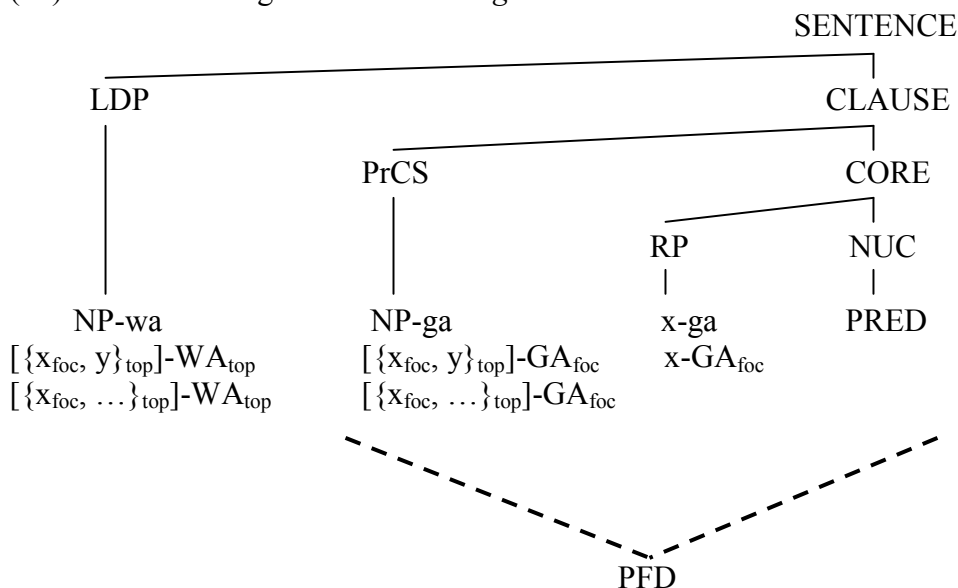 SENTENCE
LDP CLAUSE
PrCS CORE
RP NUC
NP-wa NP-ga x-ga PRED
[{x_foc, y}_top]-WA_top [{x_foc, y}_top]-GA_foc x-GA_foc
[{x_foc, …}_top]-WA_top [{x_foc, …}_top]-GA_foc
PFD